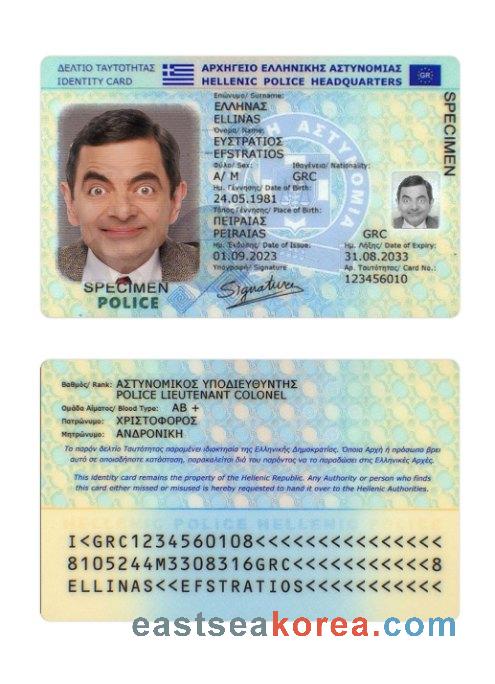 ΔΕΛΤΙΟ ΤΑΥΤΟΤΗΤΑΣ
IDENTITY CARD
ΑΡΧΗΓΕΙΟ ΕΛΛΗΝΙΚΗΣ ΑΣΤΥΝΟΜΙΑΣ
HELLENIC POLICE HEADQUARTERS
GR
Επώνυμο/ Surname:
ΕΛΛΗΝΑΣ
ELLINAS
Όνομα/ Name:
ΕΥΣΤΡΑΤΙΟΣ
EFSTRATIOS
Φύλο/ Sex: Ιθαγένεια/ Nationality:
Α/ M GRC
Ημ. Γέννησης/ Date of Birth:
24.05.1981
Τόπος Γέννησης/ Place of Birth:
ΠΕΙΡΑΙΑΣ
PEIRAIAS GRC
Ημ. Έκδοσης/ Date of Issue: Ημ. Λήξης/ Date of Expiry:
01.09.2023 31.08.2033
Υπογραφή/ Signature Αρ. Ταυτότητας/ Card No.:
Signature 123456010
ΑΣΤΥΝΟΜΙΑ
SPECIMEN
SPECIMEN
POLICE
Βαθμός/ Rank: ΑΣΤΥΝΟΜΙΚΟΣ ΥΠΟΔΙΕΥΘΥΝΤΗΣ
POLICE LIEUTENANT COLONEL
Ομάδα Αίματος/ Blood Type: AB +
Πατρώνυμο: ΧΡΙΣΤΟΦΟΡΟΣ
Μητρώνυμο: ΑΝΔΡΟΝΙΚΗ
Το παρόν δελτίο Ταυτότητας παραμένει ιδιοκτησία της Ελληνικής Δημοκρατίας. Όποια Αρχή ή πρόσωπο βρει
αυτό σε οποιαδήποτε κατάσταση, παρακαλείται διά του παρόντος να το παραδώσει στις Ελληνικές Αρχές.
This identity card remains the property of the Hellenic Republic. Any Authority or person who finds
this card either missed or misused is hereby requested to hand it over to the Hellenic Authorities.
POLICE HELLENI
I<GRC1234560108<<<<<<<<<<<<<<<
8105244M3308316GRC<<<<<<<<<<<8
ELLINAS<<EFSTRATIOS<<<<<<<<<<<
eastseakorea.com